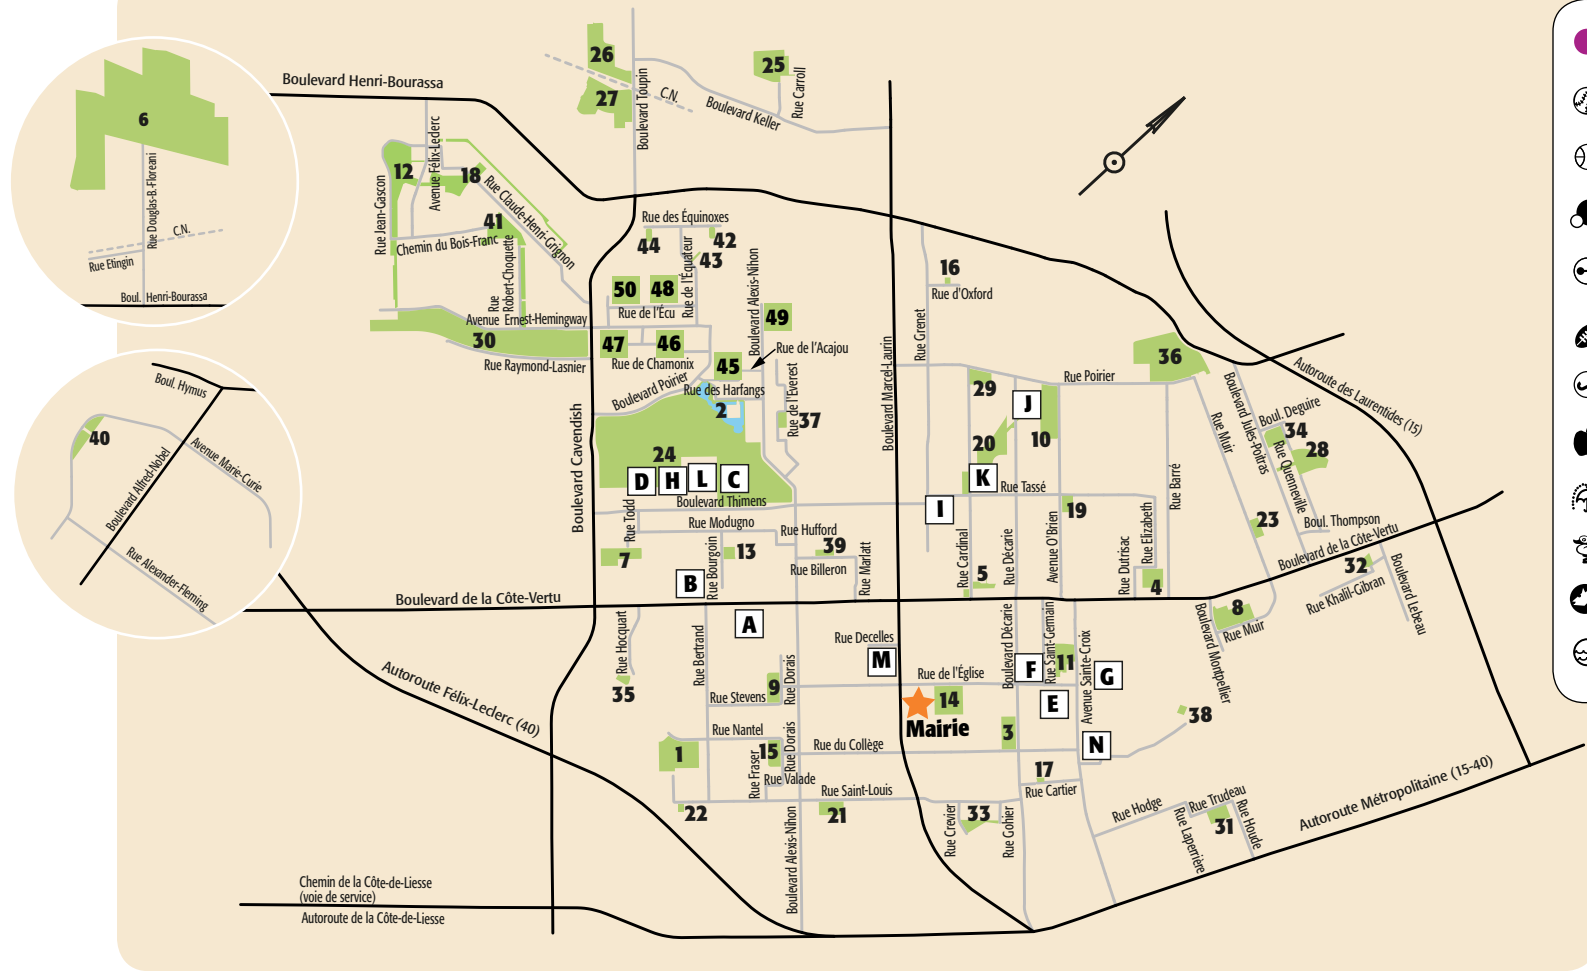 6
Rue Douglas-B.-Floreani
C.N.
Rue Etingin
Boul. Henri-Bourassa
Boulevard Henri-Bourassa
26
27
C.N.
Boulevard Toupin
25
Rue Carroll
Boulevard Keller
12
Avenue Félix-Leclerc
18
Rue Claude-Henri-Grignon
Rue Jean-Gascon
41
Chemin du Bois-Franc
Rue
Robert-Choquette
Avenue Ernest-Hemingway
30
Rue Raymond-Lasnier
Rue des Équinoxes
44
42
43
Rue de l'Équateur
50
48
Rue de l'Écu
Boulevard Alexis-Nihon
49
47
46
Rue de Chamonix
45
Rue de l'Acajou
Boulevard Poirier
Rue des Harfangs
2
Rue de l'Everest
37
24
D
H
L
C
Boulevard Thimens
Boulevard Cavendish
Boulevard Marcel-Laurin
16
Rue d'Oxford
Rue Grenet
29
J
10
20
K
Rue Poirier
36
Rue Tassé
I
19
Rue Barré
Rue Muir
Boulevard Jules-Poitras
Boul. Deguire
34
28
Rue Quenneville
23
Boul. Thompson
Boulevard de la Côte-Vertu
Autoroute des Laurentides (15)
Rue Todd
Rue Modugno
Rue Hufford
7
Rue Bourgoin
13
39
Rue Billeron
Rue Marlatt
B
Rue Cardinal
5
Rue Décarie
Avenue O'Brien
Rue Dutrisac
Rue Elizabeth
4
32
Rue Khalil-Gibran
Boulevard Lebeau
Boul. Hymus
40
Boulevard Alfred-Nobel
Avenue Marie-Curie
Rue Alexander-Fleming
Boulevard de la Côte-Vertu
A
Rue Hocquart
35
Rue Bertrand
Rue Decelles
M
Rue Stevens
9
Rue Dorais
Rue de l'Église
Boulevard Décarie
Rue Saint-Germain
F
11
E
Avenue Sainte-Croix
G
8
Rue Muir
Boulevard Montpellier
38
14
Mairie
3
N
Autoroute Félix-Leclerc (40)
Rue Nantel
1
Rue Fraser
15
Rue Dorais
Rue Valade
Rue du Collège
17
Rue Cartier
22
Rue Saint-Louis
21
Boulevard Alexis-Nihon
Rue Crevier
33
Rue Gohier
Rue Hodge
Rue Trudeau
31
Rue Laperrière
Rue Houde
Autoroute Métropolitaine (15-40)
Chemin de la Côte-de-Liesse
(voie de service)
Autoroute de la Côte-de-Liesse